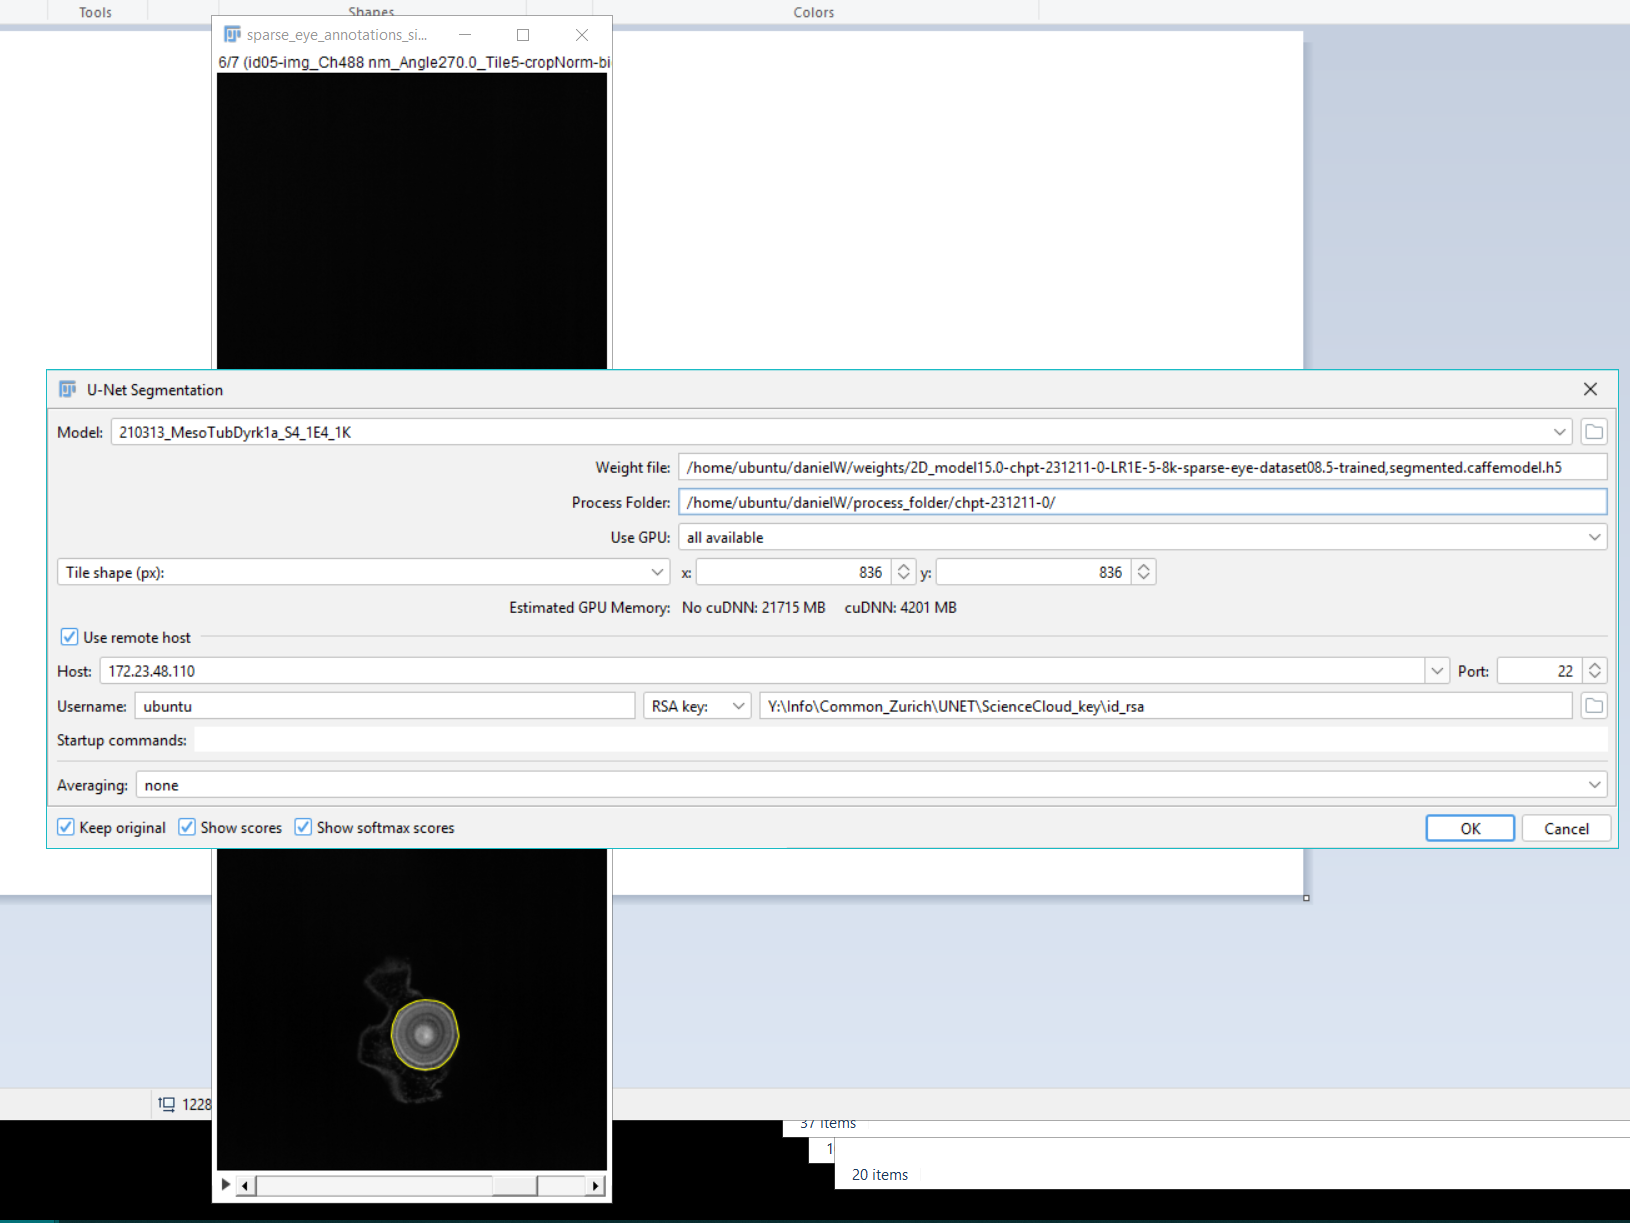 Tools
Shapes
Colors
sparse_eye_annotations_si...
6/7 (id05-img_Ch488 nm_Angle270.0_Tile5-cropNorm-bi
U-Net Segmentation
Model: 210313_MesoTubDyrk1a_S4_1E4_1K
Weight file: /home/ubuntu/danielW/weights/2D_model15.0-chpt-231211-0-LR1E-5-8k-sparse-eye-dataset08.5-trained,segmented.caffemodel.h5
Process Folder: /home/ubuntu/danielW/process_folder/chpt-231211-0/
Use GPU: all available
Tile shape (px): x: 836 y: 836
Estimated GPU Memory: No cuDNN: 21715 MB cuDNN: 4201 MB
Use remote host
Host: 172.23.48.110 Port: 22
Username: ubuntu RSA key: Y:\Info\Common_Zurich\UNET\ScienceCloud_key\id_rsa
Startup commands:
Averaging: none
Keep original Show scores Show softmax scores OK Cancel
1228
37 items
1
20 items